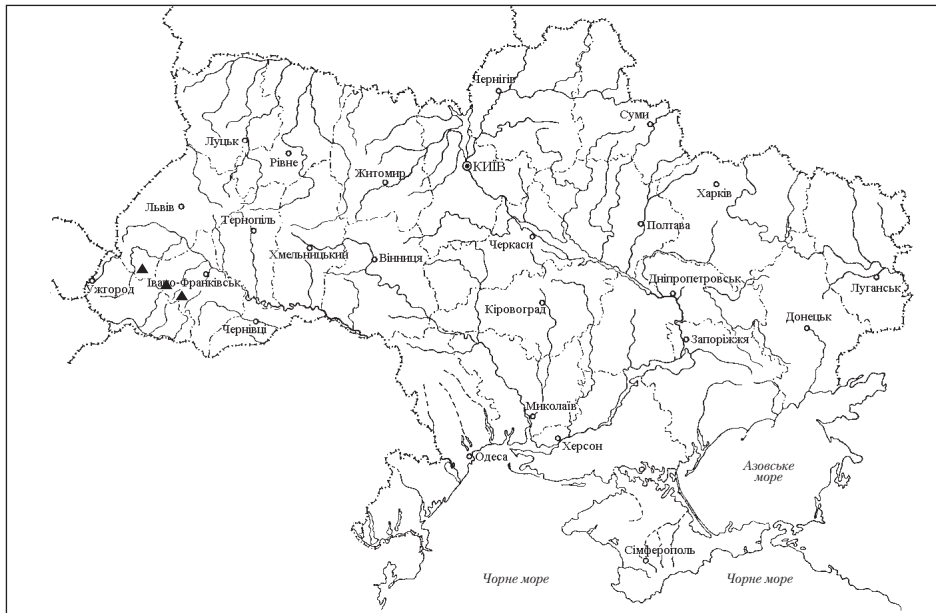 Чернігів
Суми
Луцьк
Рівне
КИЇВ
Житомир
Харків
Львів
Тернопіль
Полтава
Черкаси
Хмельницький
Вінниця
Ужгород
Івано-Франківськ
Дніпропетровськ
Луганськ
Кіровоград
Донецьк
Чернівці
Запоріжжя
Миколаїв
Херсон
Одеса
Азовське
море
Сімферополь
Чорне море
Чорне море